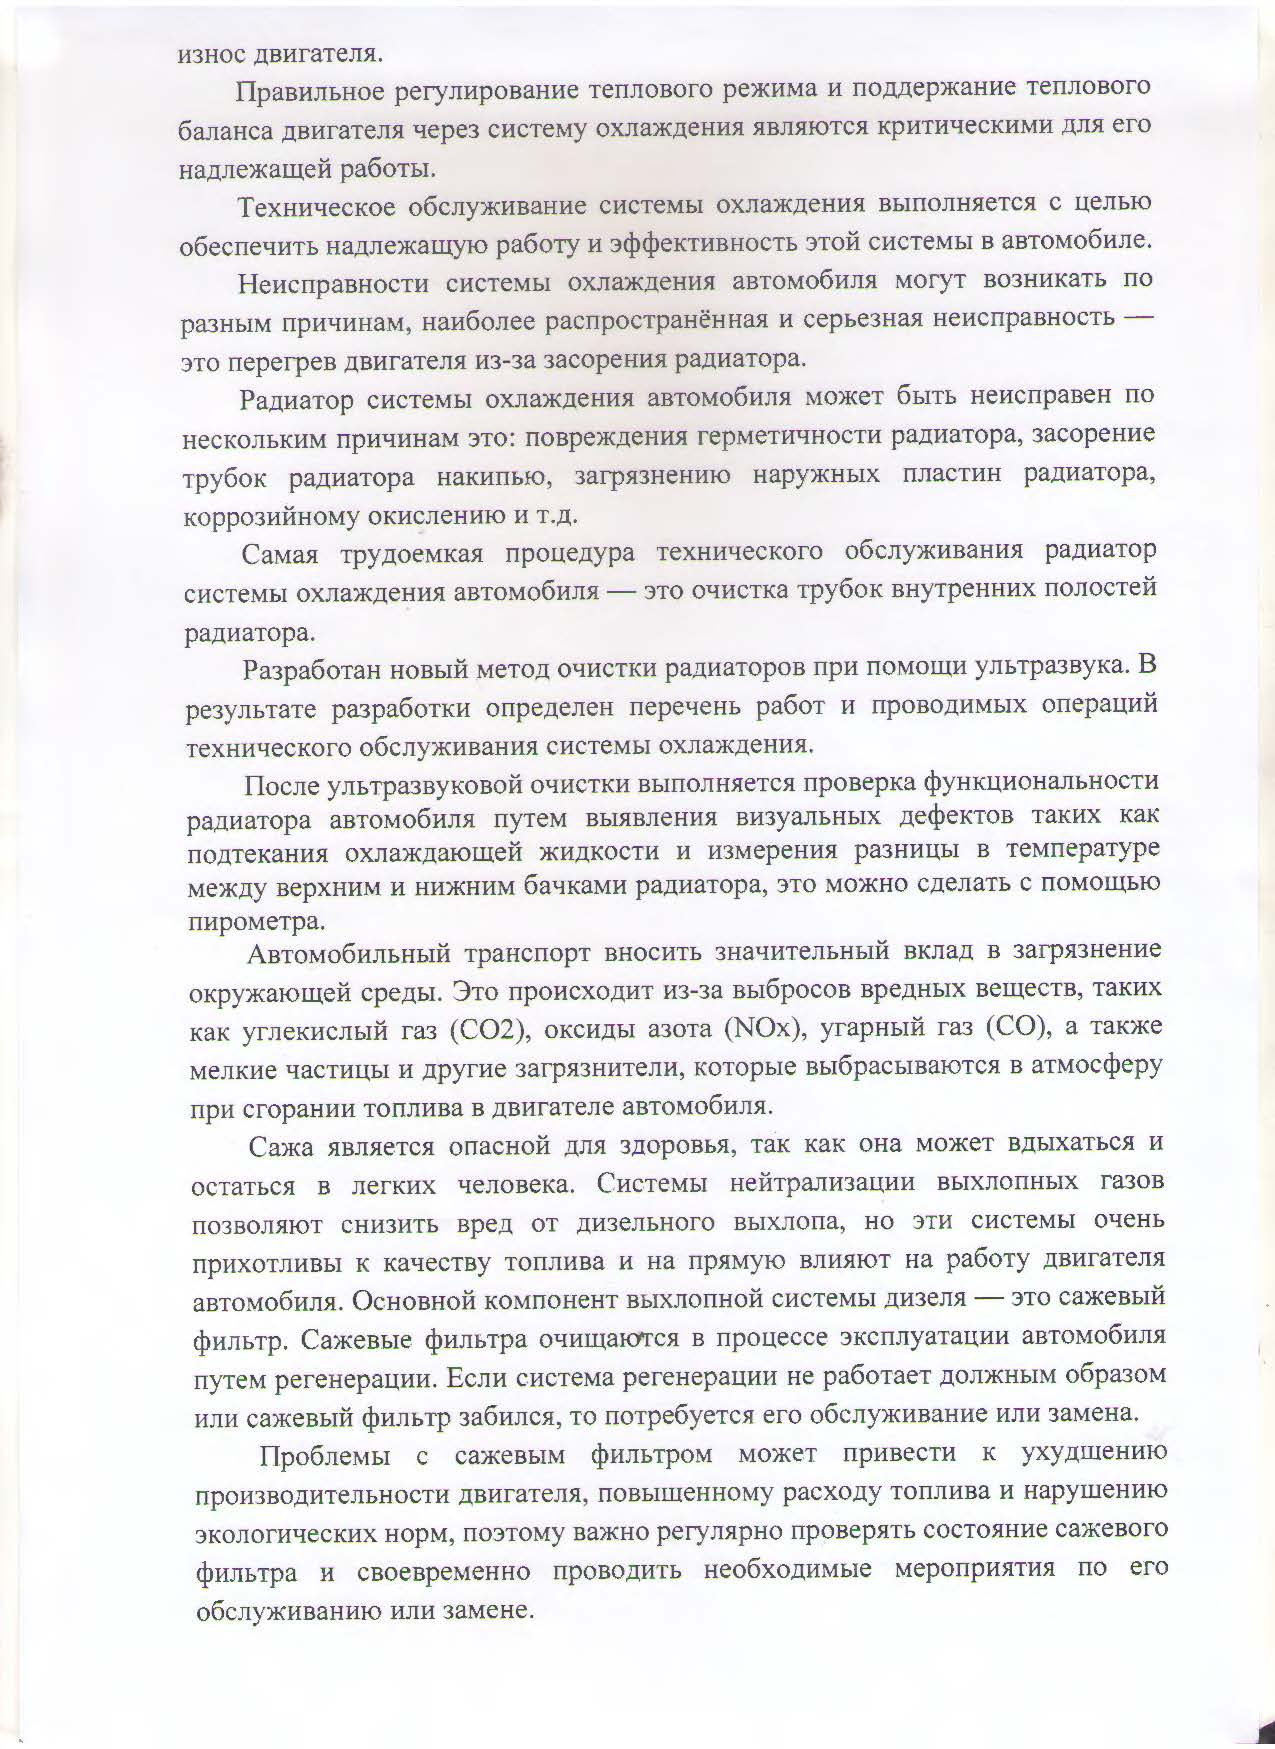 износ двигателя.
Правильное регулирование теплового режима и поддержание теплового
баланса двигателя через систему охлаждения являются критическими для его
надлежащей работы.
Техническое обслуживание системы охлаждения выполняется с целью
обеспечить надлежащую работу и эффективность этой системы в автомобиле.
Неисправности системы охлаждения автомобиля могут возникать по
разным причинам, наиболее распространённая и серьезная неисправность —
это перегрев двигателя из-за засорения радиатора.
Радиатор системы охлаждения автомобиля может быть неисправен по
нескольким причинам это: повреждения герметичности радиатора, засорение
трубок радиатора накипью, загрязнению наружных пластин радиатора,
коррозийному окислению и т.д.
Самая трудоемкая процедура технического обслуживания радиатор
системы охлаждения автомобиля — это очистка трубок внутренних полостей
радиатора.
Разработан новый метод очистки радиаторов при помощи ультразвука. В
результате разработки определен перечень работ и проводимых операций
технического обслуживания системы охлаждения.
После ультразвуковой очистки выполняется проверка функциональности
радиатора автомобиля путем выявления визуальных дефектов таких как
подтекания охлаждающей жидкости и измерения разницы в температуре
между верхним и нижним бачками радиатора, это можно сделать с помощью
пирометра.
Автомобильный транспорт вносить значительный вклад в загрязнение
окружающей среды. Это происходит из-за выбросов вредных веществ, таких
как углекислый газ (CO2), оксиды азота (NOx), угарный газ (CO), а также
мелкие частицы и другие загрязнители, которые выбрасываются в атмосферу
при сгорании топлива в двигателе автомобиля.
Сажа является опасной для здоровья, так как она может вдыхаться и
остаться в легких человека. Системы нейтрализации выхлопных газов
позволяют снизить вред от дизельного выхлопа, но эти системы очень
прихотливы к качеству топлива и на прямую влияют на работу двигателя
автомобиля. Основной компонент выхлопной системы дизеля — это сажевый
фильтр. Сажевые фильтра очищаются в процессе эксплуатации автомобиля
путем регенерации. Если система регенерации не работает должным образом
или сажевый фильтр забился, то потребуется его обслуживание или замена.
Проблемы с сажевым фильтром может привести к ухудшению
производительности двигателя, повышенному расходу топлива и нарушению
экологических норм, поэтому важно регулярно проверять состояние сажевого
фильтра и своевременно проводить необходимые мероприятия по его
обслуживанию или замене.